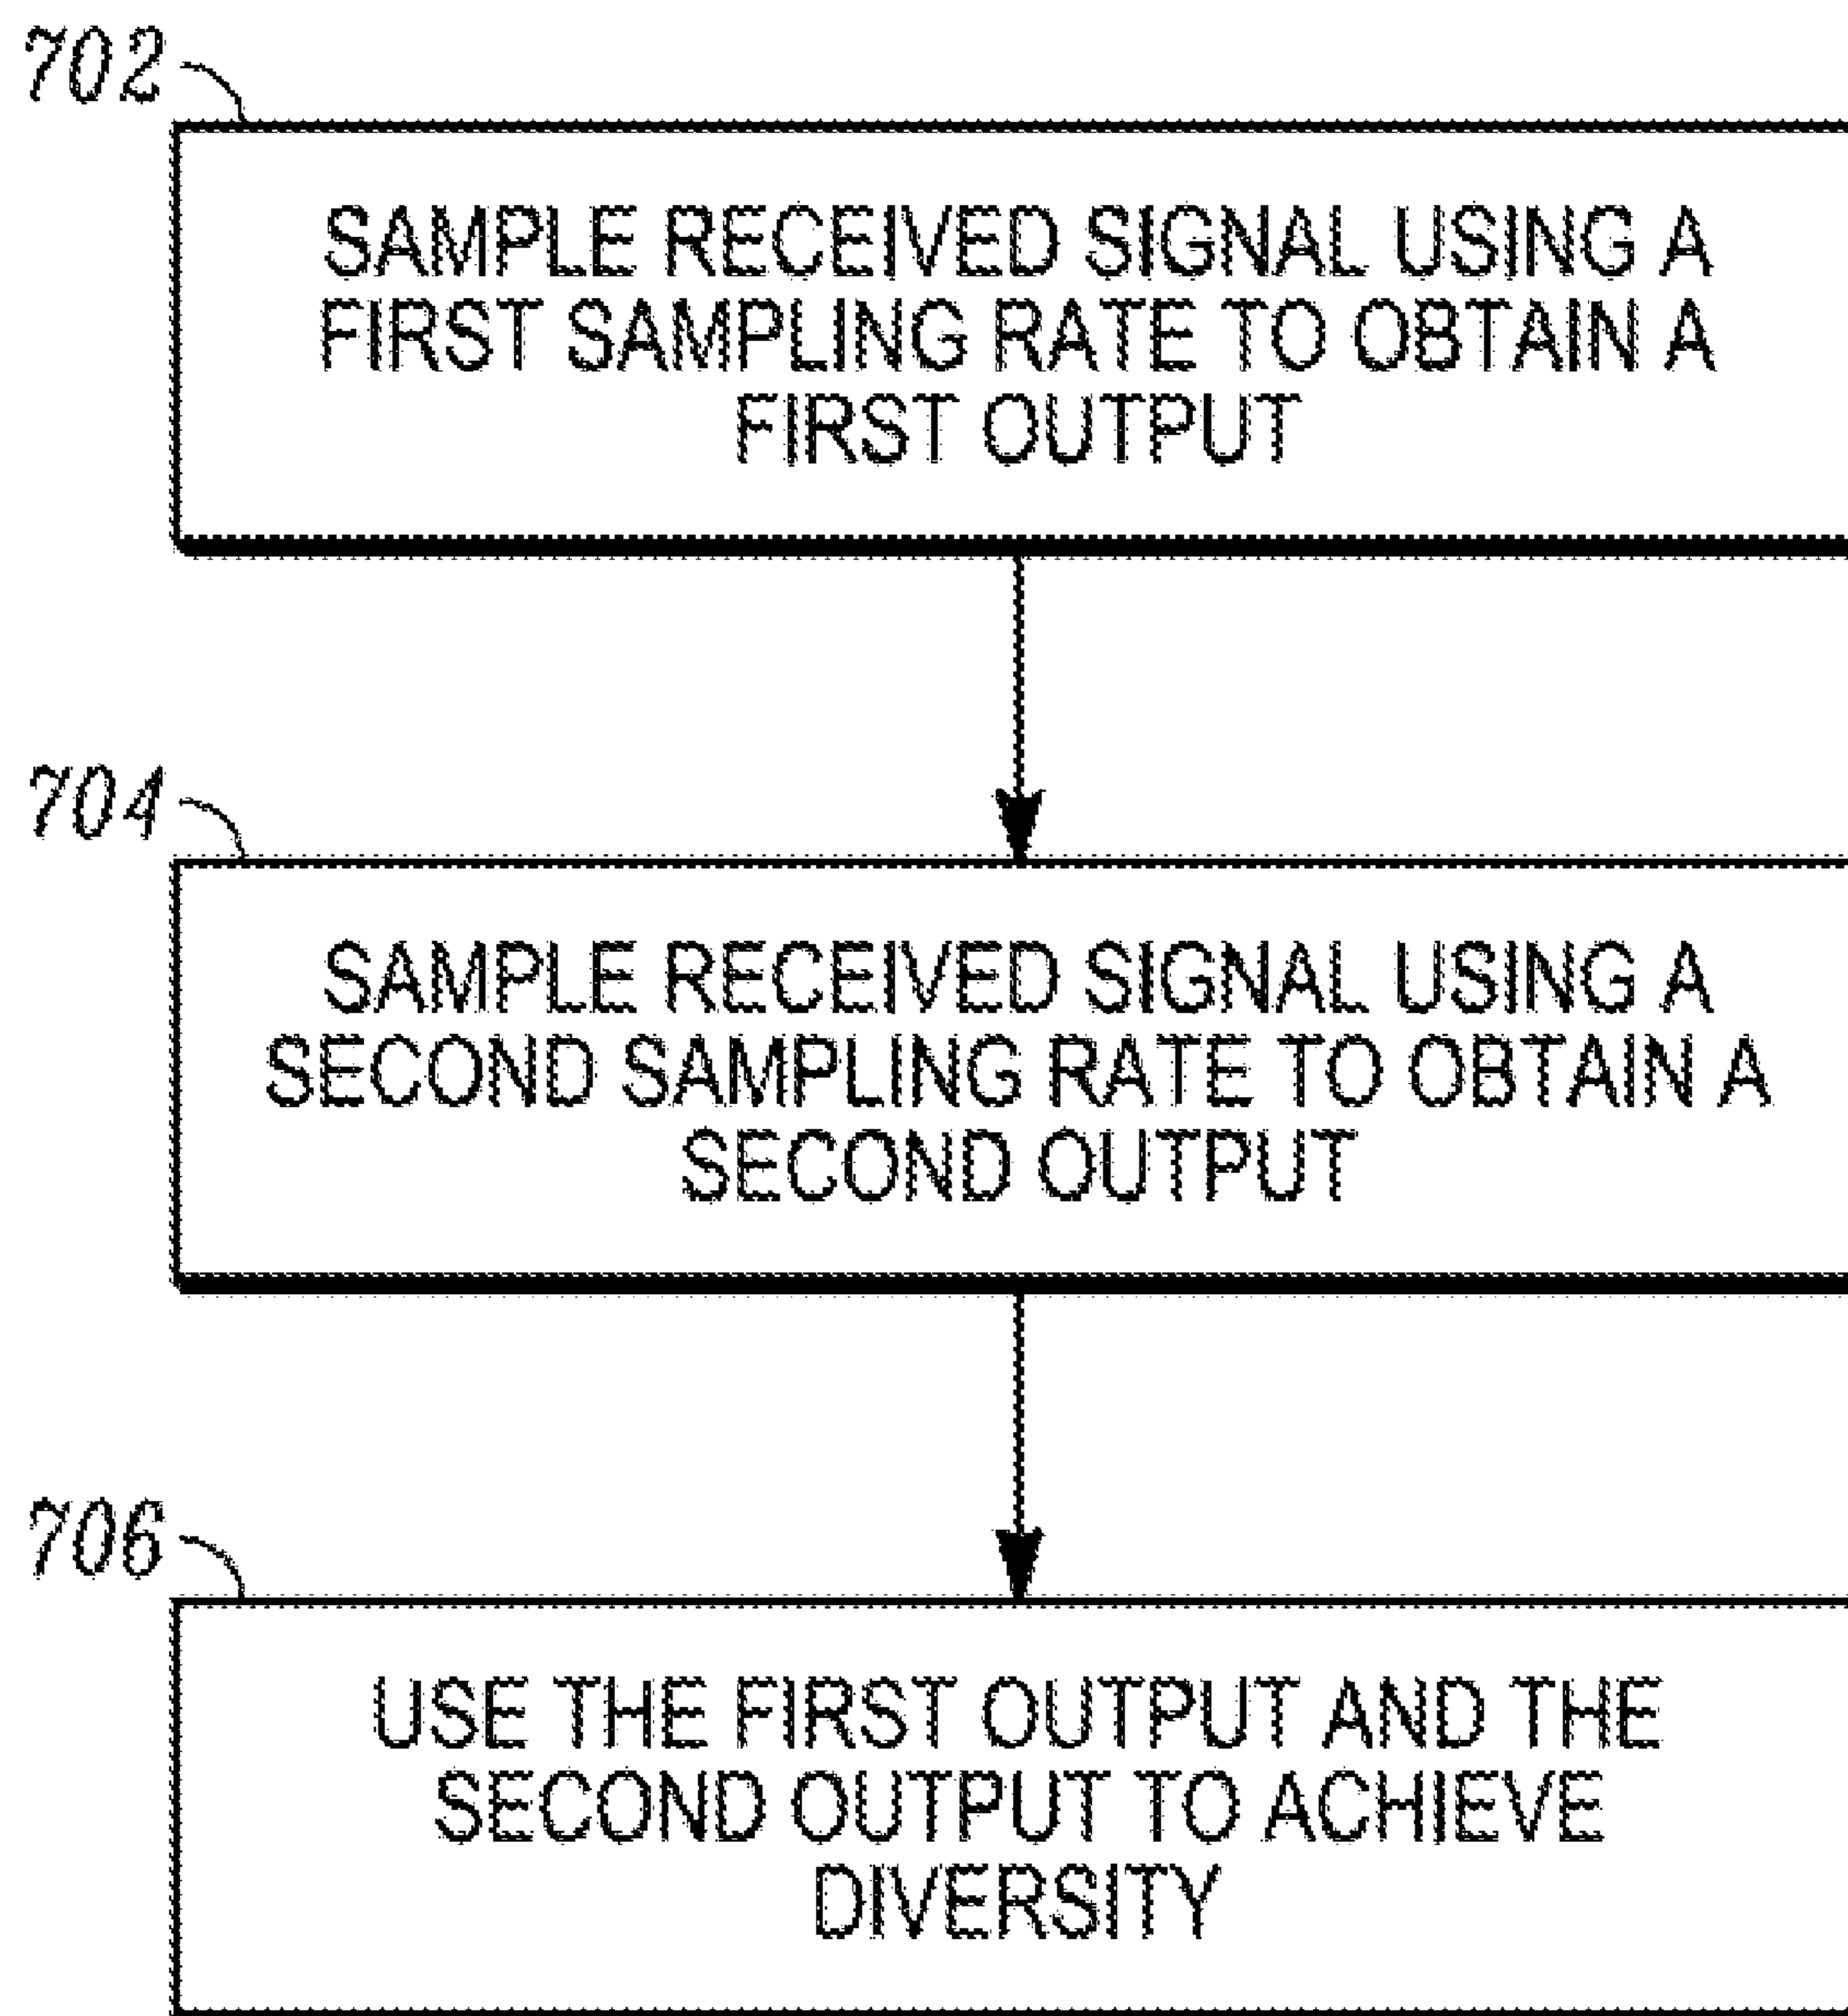 702
SAMPLE RECEIVED SIGNAL USING A
FIRST SAMPLING RATE TO OBTAIN A
FIRST OUTPUT
704
SAMPLE RECEIVED SIGNAL USING A
SECOND SAMPLING RATE TO OBTAIN A
SECOND OUTPUT
706
USE THE FIRST OUTPUT AND THE
SECOND OUTPUT TO ACHIEVE
DIVERSITY